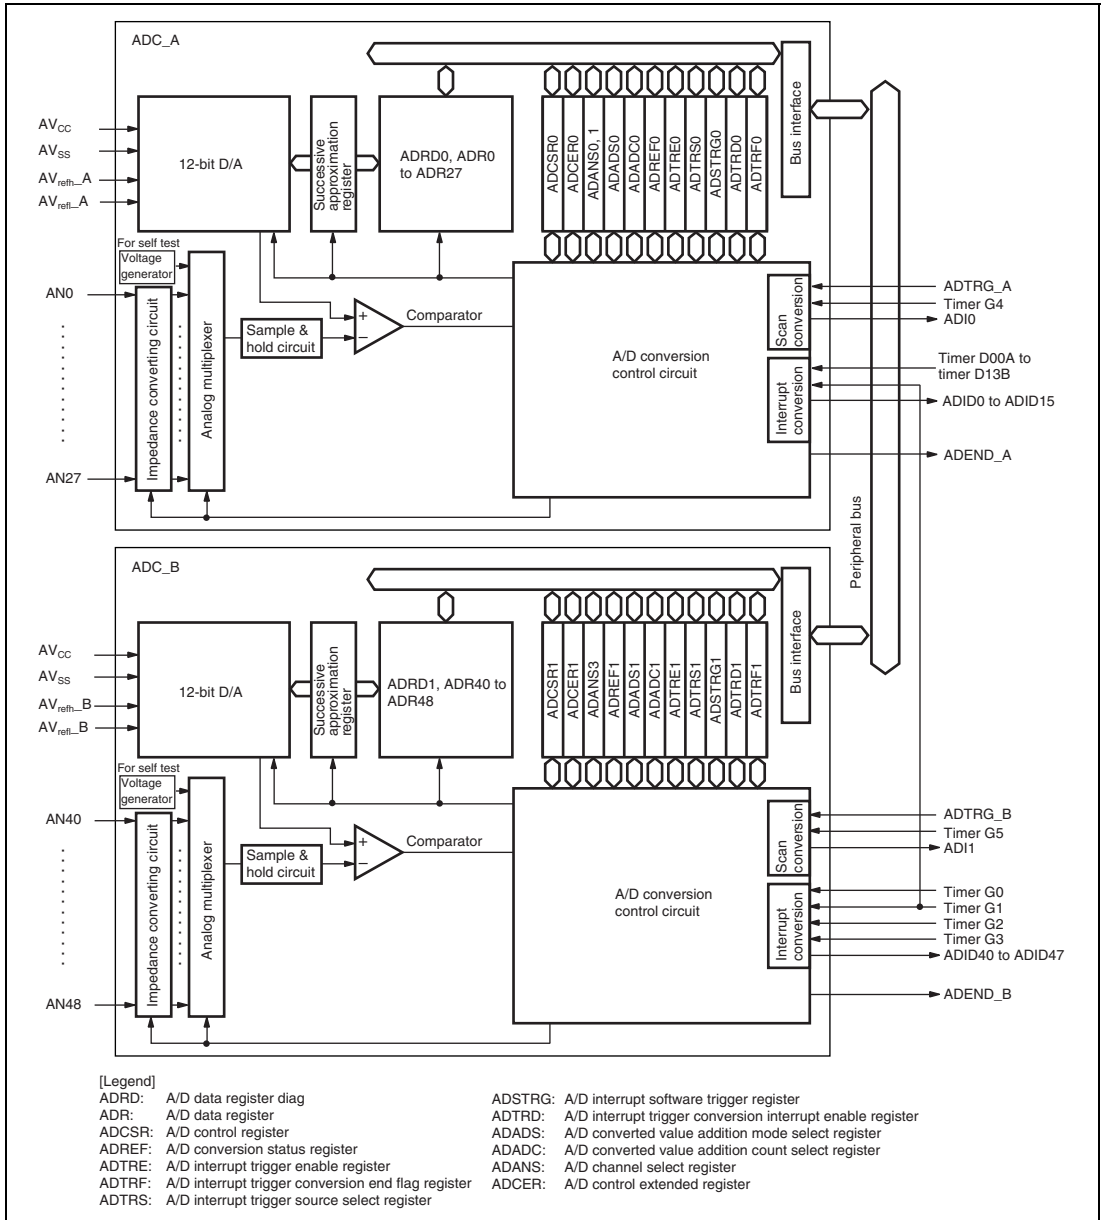 ADC_A
AVCC
AVSS
AVrefh_A
AVrefl_A
12-bit D/A
Successive
approximation
register
ADRD0, ADR0
to ADR27
ADCSR0
ADCER0
ADANS0, 1
ADADS0
ADADC0
ADREF0
ADTRE0
ADTRS0
ADSTRG0
ADTRD0
ADTRF0
Bus interface
For self test
Voltage
generator
AN0
AN27
Impedance converting circuit
Analog multiplexer
Sample &
hold circuit
+
−
Comparator
A/D conversion
control circuit
Scan
conversion
Interrupt
conversion
ADTRG_A
Timer G4
ADI0
Timer D00A to
timer D13B
ADID0 to ADID15
ADEND_A
Peripheral bus
ADC_B
AVCC
AVSS
AVrefh_B
AVrefl_B
12-bit D/A
Successive
approximation
register
ADRD1, ADR40 to
ADR48
ADCSR1
ADCER1
ADANS3
ADREF1
ADADS1
ADADC1
ADTRE1
ADTRS1
ADSTRG1
ADTRD1
ADTRF1
Bus interface
For self test
Voltage
generator
AN40
AN48
Impedance converting circuit
Analog multiplexer
Sample &
hold circuit
+
−
Comparator
A/D conversion
control circuit
Scan
conversion
Interrupt
conversion
ADTRG_B
Timer G5
ADI1
Timer G0
Timer G1
Timer G2
Timer G3
ADID40 to ADID47
ADEND_B
[Legend]
ADRD: A/D data register diag
ADR: A/D data register
ADCSR: A/D control register
ADREF: A/D conversion status register
ADTRE: A/D interrupt trigger enable register
ADTRF: A/D interrupt trigger conversion end flag register
ADTRS: A/D interrupt trigger source select register
ADSTRG: A/D interrupt software trigger register
ADTRD: A/D interrupt trigger conversion interrupt enable register
ADADS: A/D converted value addition mode select register
ADADC: A/D converted value addition count select register
ADANS: A/D channel select register
ADCER: A/D control extended register